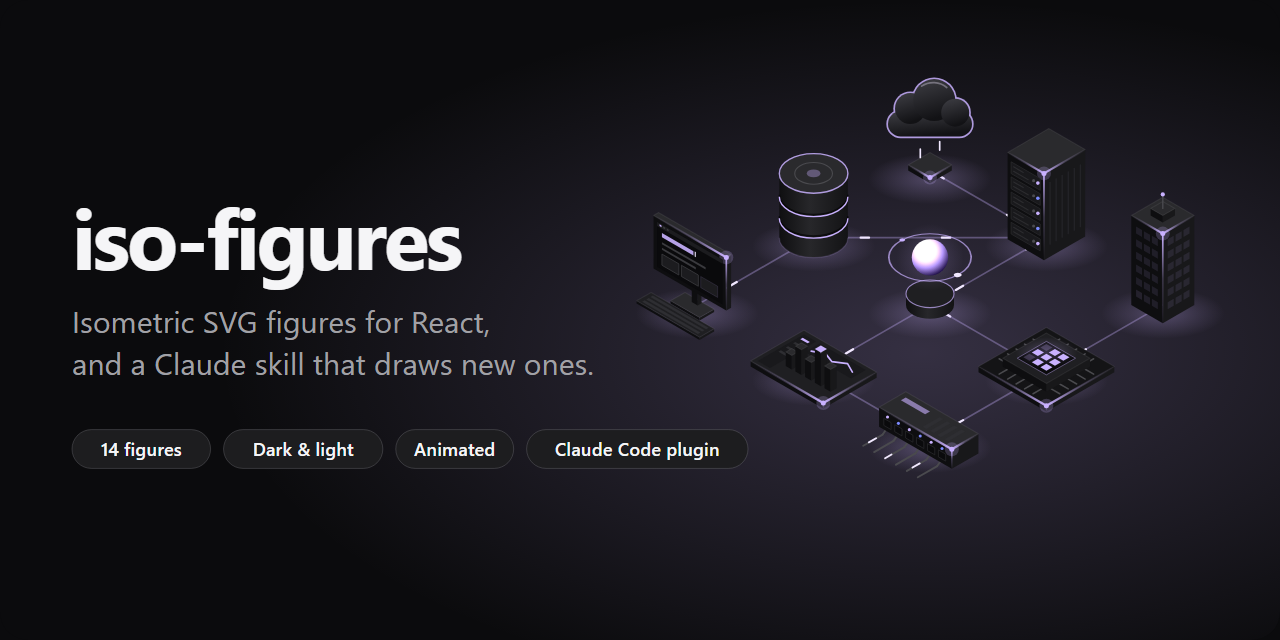 iso-figures
Isometric SVG figures for React,
and a Claude skill that draws new ones.
14 figures
Dark & light
Animated
Claude Code plugin